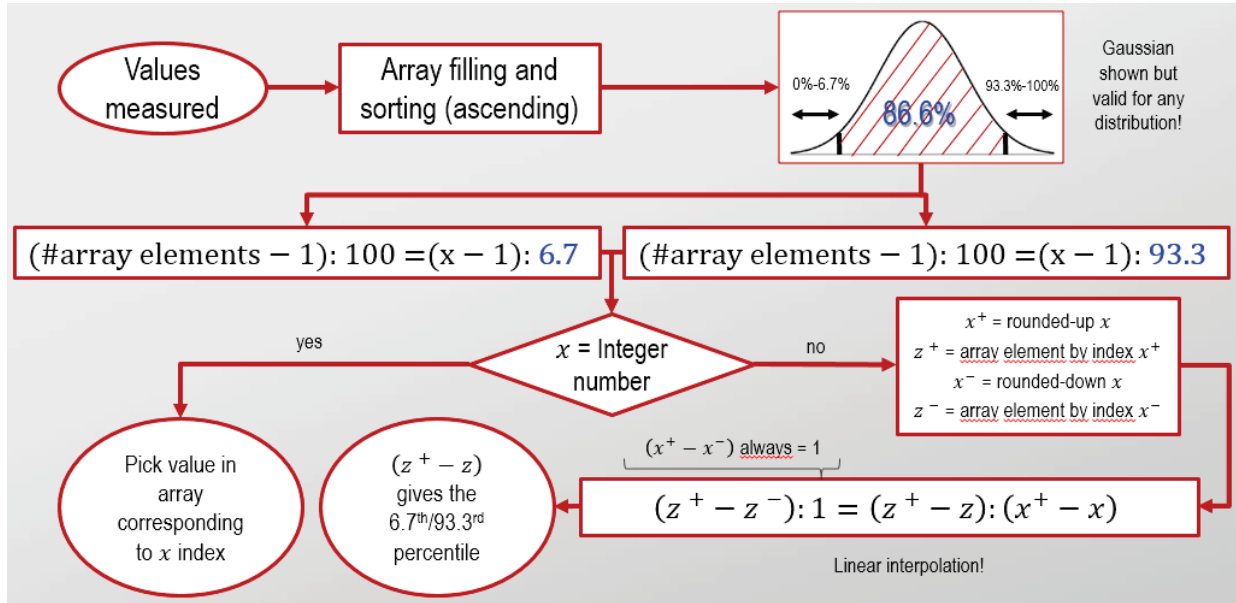 Values
measured
Array filling and
sorting (ascending)
0%-6.7%
86.6%
93.3%-100%
Gaussian
shown but
valid for any
distribution!
(#array elements − 1): 100 =(x − 1): 6.7
(#array elements − 1): 100 =(x − 1): 93.3
yes
x = Integer
number
no
x⁺ = rounded-up x
z⁺ = array element by index x⁺
x⁻ = rounded-down x
z⁻ = array element by index x⁻
Pick value in
array
corresponding
to x index
(z⁺ − z)
gives the
6.7th/93.3rd
percentile
(x⁺ − x⁻) always = 1
(z⁺ − z⁻): 1 = (z⁺ − z): (x⁺ − x)
Linear interpolation!